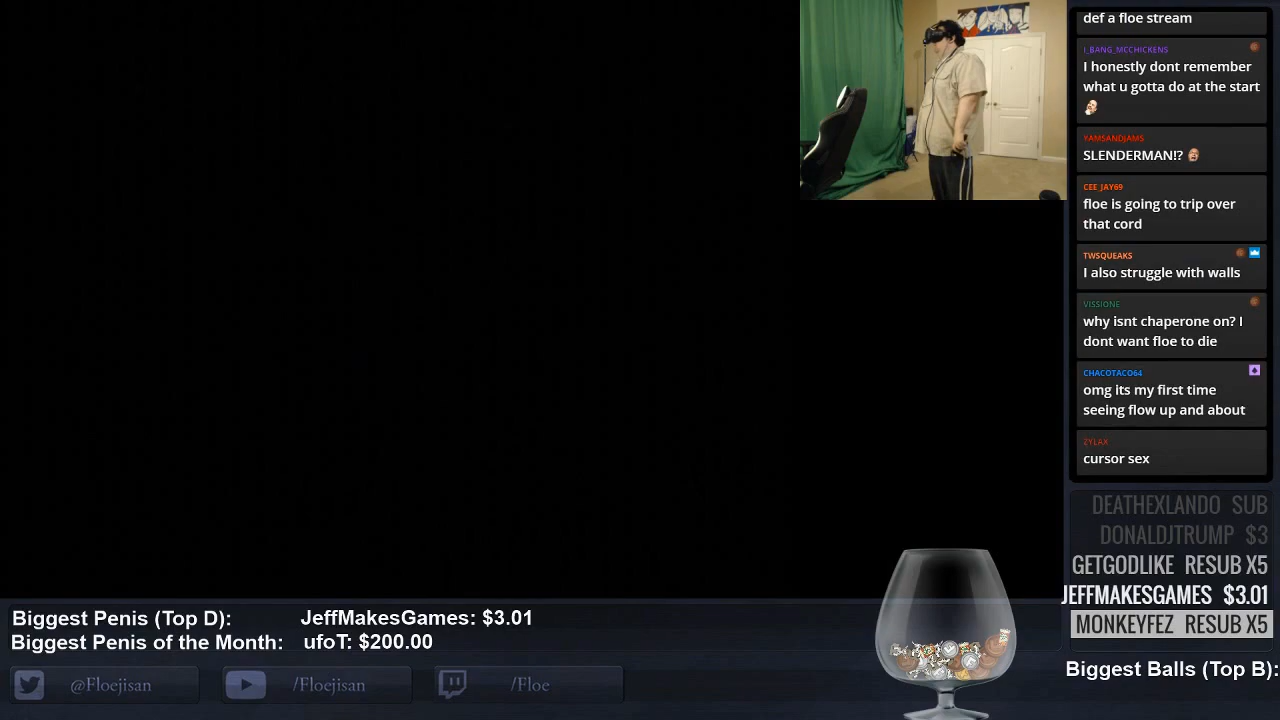 def a floe stream
I_BANG_MCCHICKENS
I honestly dont remember
what u gotta do at the start
YAMSANDJAMS
SLENDERMAN!?
CEE_JAY69
floe is going to trip over
that cord
TWSQUEAKS
I also struggle with walls
VISSIONE
why isnt chaperone on? I
dont want floe to die
CHACOTACO64
omg its my first time
seeing flow up and about
ZYLAX
cursor sex
DEATHEXLANDO SUB
DONALDJTRUMP $3
GETGODLIKE RESUB X5
JEFFMAKESGAMES $3.01
MONKEYFEZ RESUB X5
Biggest Balls (Top B):
Biggest Penis (Top D): JeffMakesGames: $3.01
Biggest Penis of the Month: ufoT: $200.00
@Floejisan /Floejisan /Floe